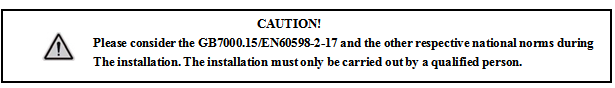 CAUTION!
Please consider the GB7000.15/EN60598-2-17 and the other respective national norms during
The installation. The installation must only be carried out by a qualified person.